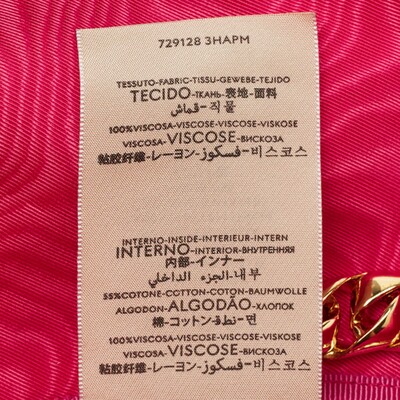 729128 3HAPM
TESSUTO-FABRIC-TISSU-GEWEBE-TEJIDO
TECIDO-ТКАНЬ-表地-面料
قماش-직물
100%VISCOSA-VISCOSE-VISCOSE-VISKOSE
VISCOSA-VISCOSE-ВИСКОЗА
粘胶纤维-レーヨン-فسكوز-비스코스
INTERNO-INSIDE-INTERIEUR-INTERN
INTERNO-INTERIOR-ВНУТРЕННЯЯ
内部-インナー
الجزء الداخلي-내부
55%COTONE-COTTON-COTON-BAUMWOLLE
ALGODON-ALGODÃO-ХЛОПОК
棉-コットン-قطن-면
100%VISCOSA-VISCOSE-VISCOSE-VISKOSE
VISCOSA-VISCOSE-ВИСКОЗА
粘胶纤维-レーヨン-فسكوز-비스코스